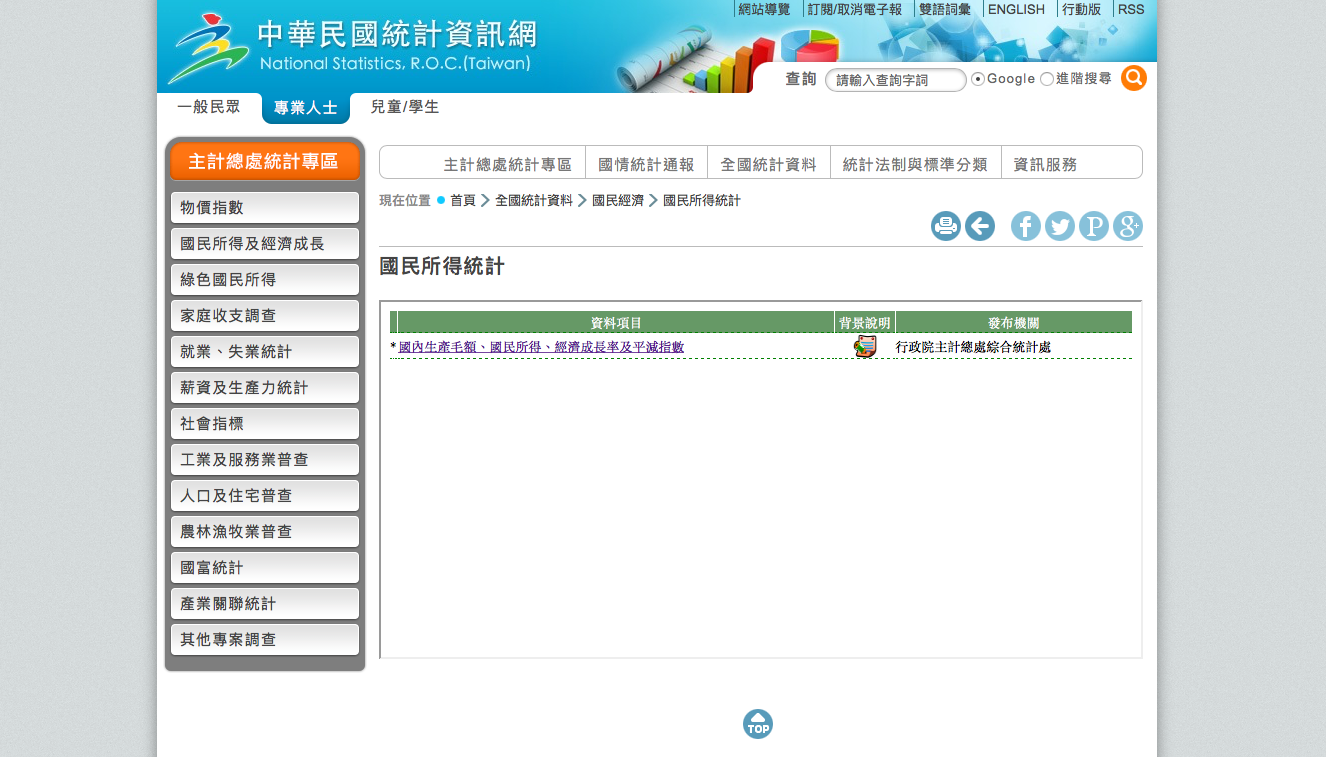 網站導覽 訂閱/取消電子報 雙語詞彙 ENGLISH 行動版 RSS
中華民國統計資訊網
National Statistics, R.O.C.(Taiwan)
查詢 請輸入查詢字詞 Google 進階搜尋
一般民眾 專業人士 兒童/學生
主計總處統計專區
物價指數
國民所得及經濟成長
綠色國民所得
家庭收支調查
就業、失業統計
薪資及生產力統計
社會指標
工業及服務業普查
人口及住宅普查
農林漁牧業普查
國富統計
產業關聯統計
其他專案調查
主計總處統計專區 國情統計通報 全國統計資料 統計法制與標準分類 資訊服務
現在位置 首頁 全國統計資料 國民經濟 國民所得統計
國民所得統計
資料項目 背景說明 發布機關
*國內生產毛額、國民所得、經濟成長率及平減指數 行政院主計總處綜合統計處
TOP